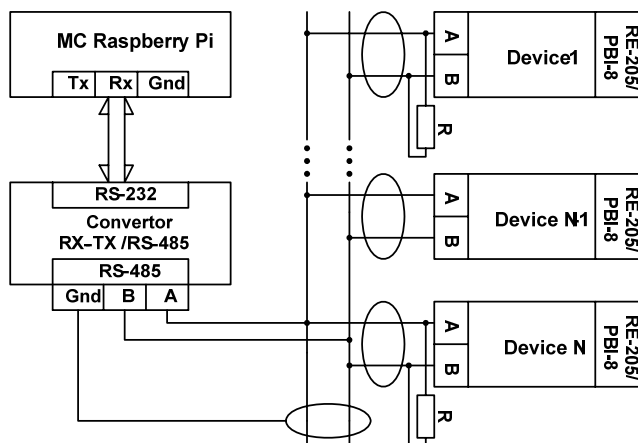 MC Raspberry Pi
Tx Rx Gnd
RS-232
Convertor
RX-TX /RS-485
RS-485
Gnd B A
A
B
Device1
RE-205/
PBI-8
R
A
B
Device N-1
RE-205/
PBI-8
A
B
Device N
RE-205/
PBI-8
R